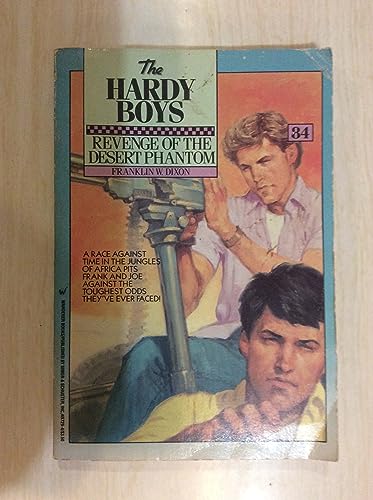 The
HARDY
BOYS
REVENGE OF THE
DESERT PHANTOM
FRANKLIN W. DIXON
84
A RACE AGAINST
TIME IN THE JUNGLES
OF AFRICA PITS
FRANK AND JOE
AGAINST THE
TOUGHEST ODDS
THEY'VE EVER FACED!